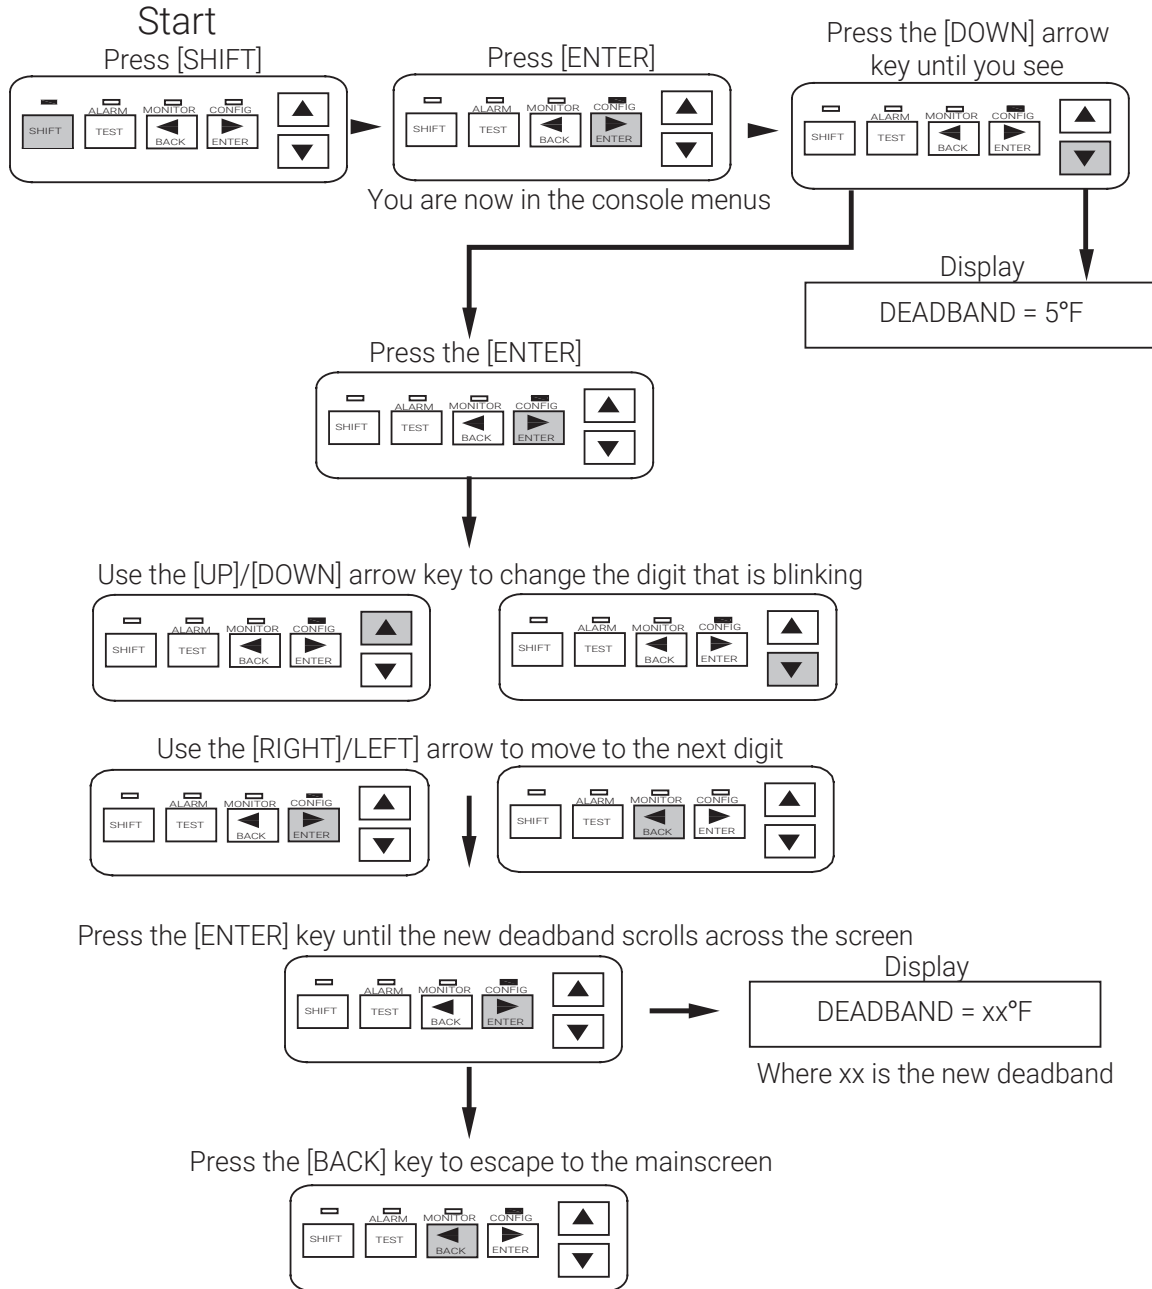 Start
Press [SHIFT]
Press [ENTER]
Press the [DOWN] arrow
key until you see
ALARM MONITOR CONFIG
SHIFT TEST BACK ENTER
ALARM MONITOR CONFIG
SHIFT TEST BACK ENTER
ALARM MONITOR CONFIG
SHIFT TEST BACK ENTER
You are now in the console menus
Display
DEADBAND = 5°F
Press the [ENTER]
ALARM MONITOR CONFIG
SHIFT TEST BACK ENTER
Use the [UP]/[DOWN] arrow key to change the digit that is blinking
ALARM MONITOR CONFIG
SHIFT TEST BACK ENTER
ALARM MONITOR CONFIG
SHIFT TEST BACK ENTER
Use the [RIGHT]/LEFT] arrow to move to the next digit
ALARM MONITOR CONFIG
SHIFT TEST BACK ENTER
ALARM MONITOR CONFIG
SHIFT TEST BACK ENTER
Press the [ENTER] key until the new deadband scrolls across the screen
ALARM MONITOR CONFIG
SHIFT TEST BACK ENTER
Display
DEADBAND = xx°F
Where xx is the new deadband
Press the [BACK] key to escape to the mainscreen
ALARM MONITOR CONFIG
SHIFT TEST BACK ENTER